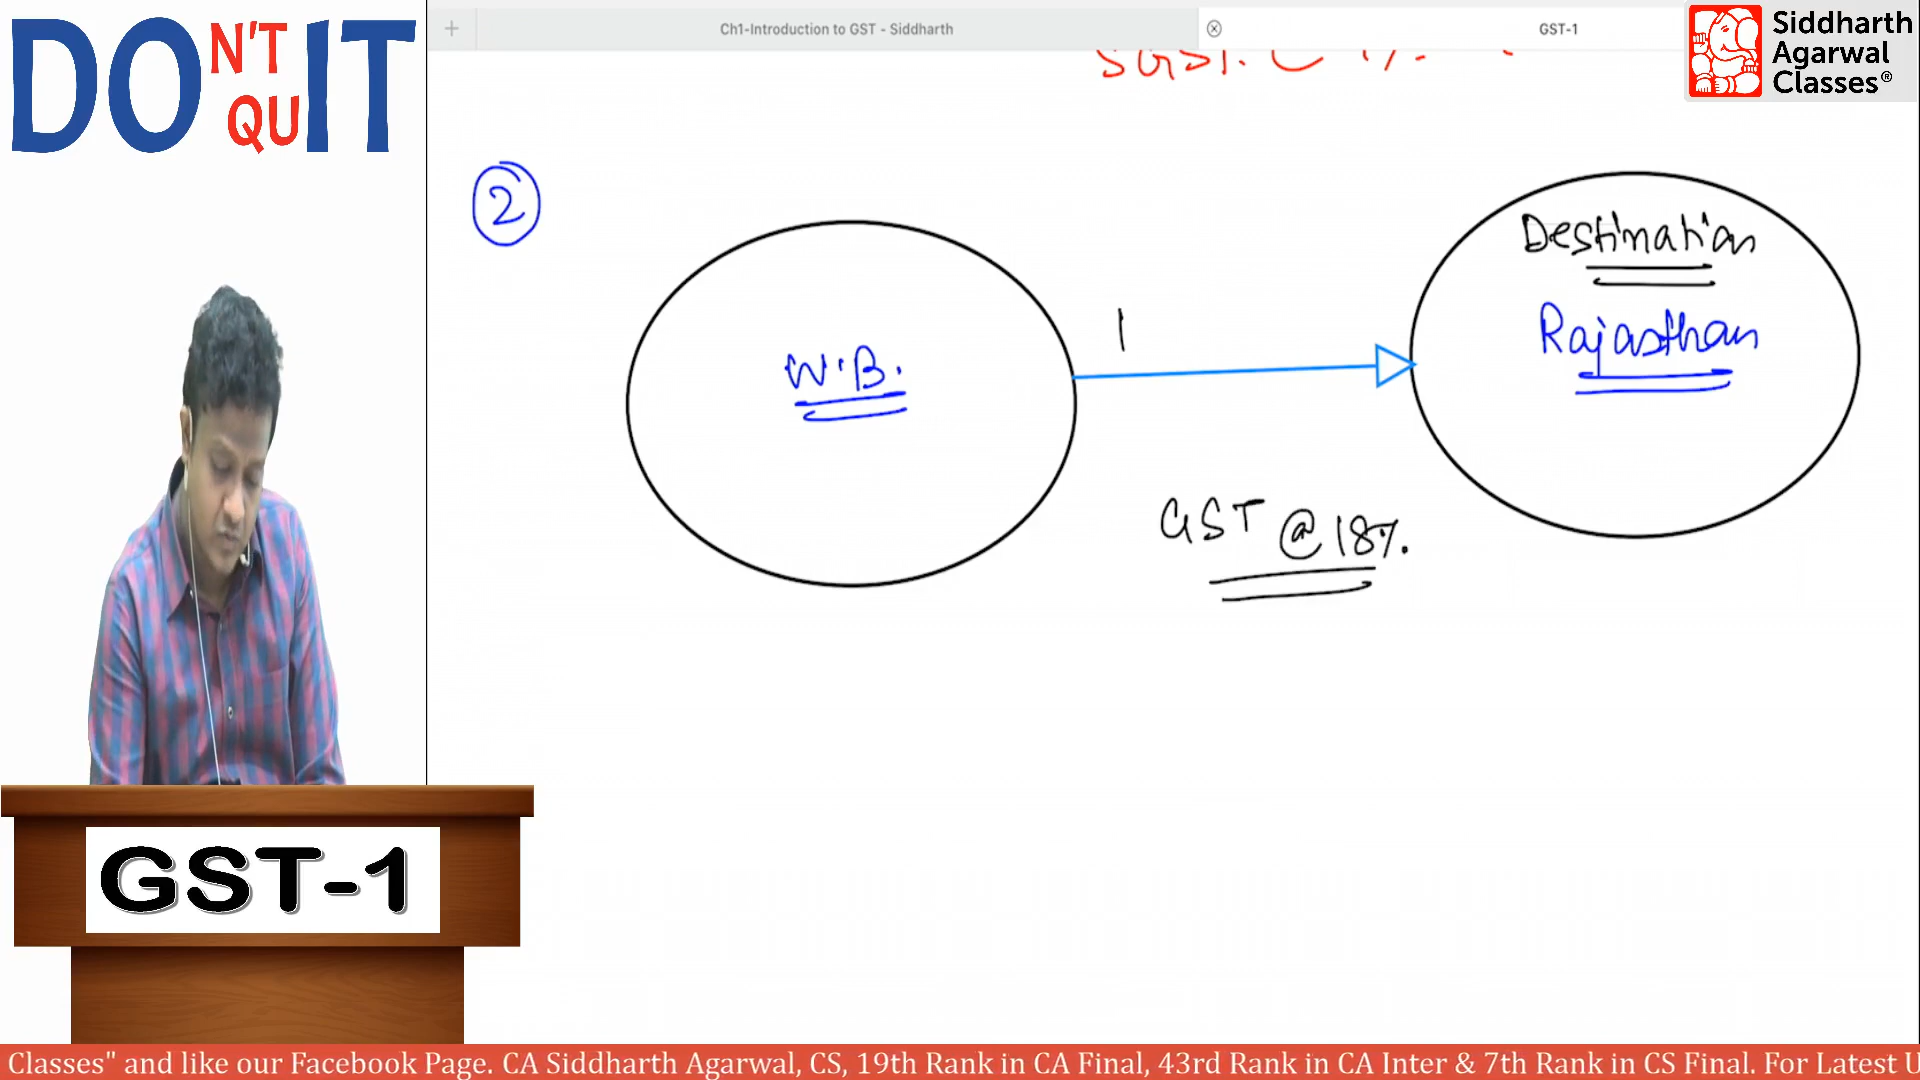 DON'T QUIT
+
Ch1-Introduction to GST - Siddharth
GST-1
Siddharth
Agarwal
Classes®
SGST.
2
Destination
Rajasthan
W.B.
1
GST @ 18%.
GST-1
Classes" and like our Facebook Page. CA Siddharth Agarwal, CS, 19th Rank in CA Final, 43rd Rank in CA Inter & 7th Rank in CS Final. For Latest U